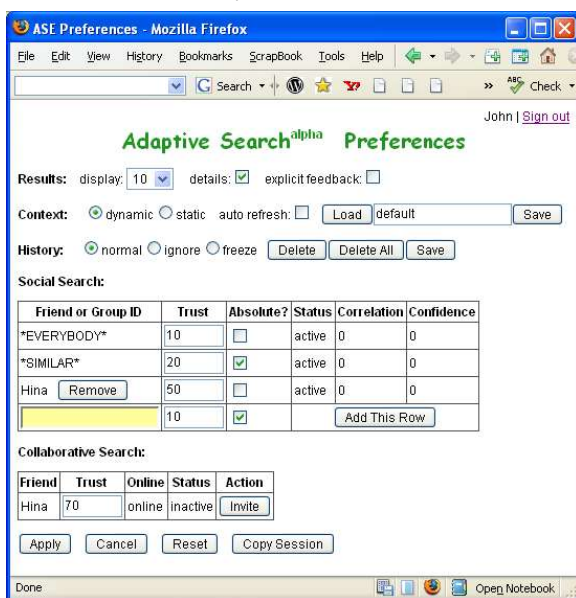 ASE Preferences - Mozilla Firefox
File Edit View History Bookmarks ScrapBook Tools Help
G Search » ABC Check
John | Sign out
Adaptive Search alpha Preferences
Results: display: 10 details: explicit feedback:
Context: dynamic static auto refresh: Load default Save
History: normal ignore freeze Delete Delete All Save
Social Search:
Friend or Group ID Trust Absolute? Status Correlation Confidence
*EVERYBODY* 10 active 0 0
*SIMILAR* 20 active 0 0
Hina Remove 50 active 0 0
10 Add This Row
Collaborative Search:
Friend Trust Online Status Action
Hina 70 online inactive Invite
Apply Cancel Reset Copy Session
Done Open Notebook